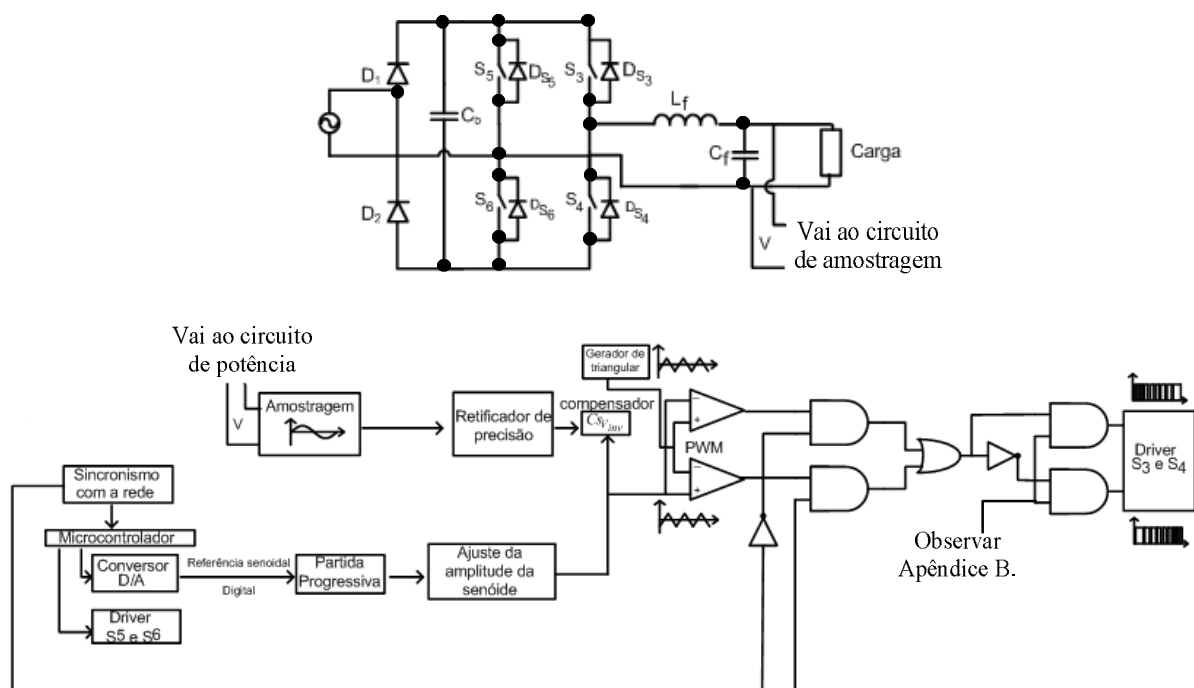 D1
D2
Cb
S5
DS5
S3
DS3
S6
DS6
S4
DS4
Lf
Cf
Carga
V
Vai ao circuito
de amostragem
Vai ao circuito
de potência
V
Amostragem
Retificador de
precisão
compensador
CsVinv
Gerador de
triangular
−
+
PWM
−
+
Driver
S3 e S4
Observar
Apêndice B.
Sincronismo
com a rede
Microcontrolador
Conversor
D/A
Referência senoidal
Digital
Partida
Progressiva
Ajuste da
amplitude da
senóide
Driver
S5 e S6